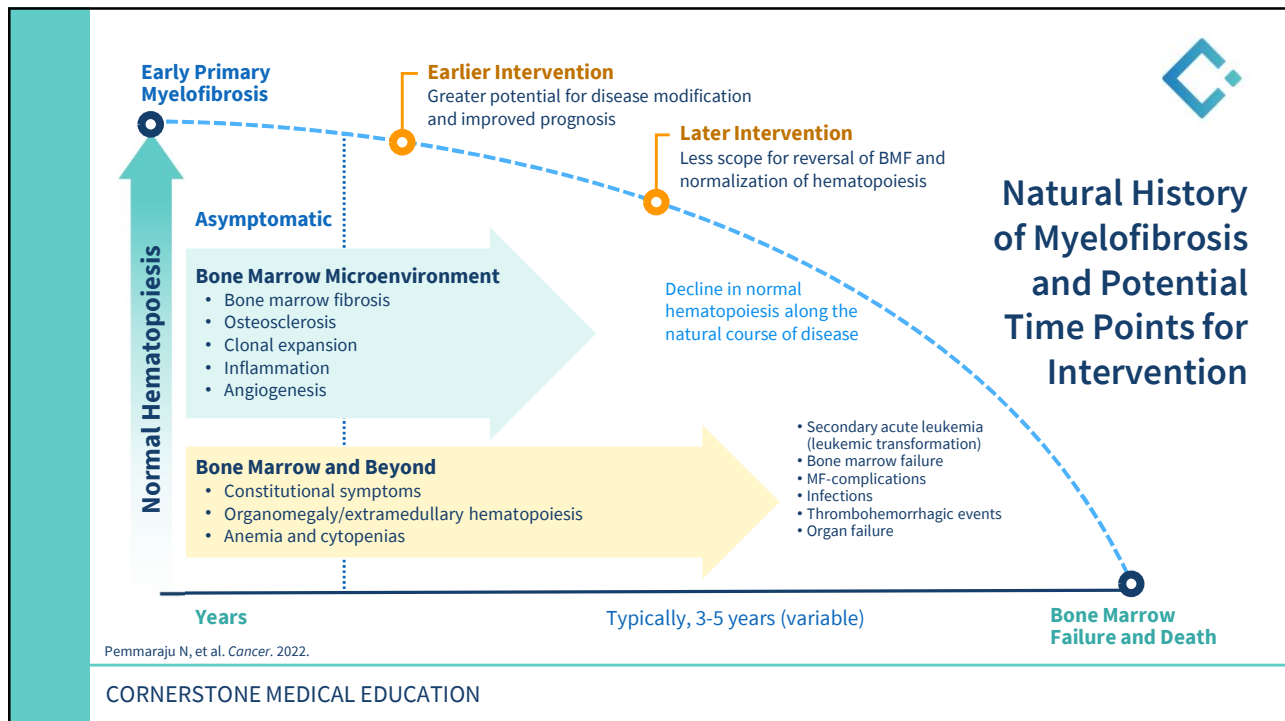 Early Primary
Myelofibrosis
Earlier Intervention
Greater potential for disease modification
and improved prognosis
Later Intervention
Less scope for reversal of BMF and
normalization of hematopoiesis
Natural History
of Myelofibrosis
and Potential
Time Points for
Intervention
Normal Hematopoiesis
Asymptomatic
Bone Marrow Microenvironment
• Bone marrow fibrosis
• Osteosclerosis
• Clonal expansion
• Inflammation
• Angiogenesis
Decline in normal
hematopoiesis along the
natural course of disease
Bone Marrow and Beyond
• Constitutional symptoms
• Organomegaly/extramedullary hematopoiesis
• Anemia and cytopenias
• Secondary acute leukemia
(leukemic transformation)
• Bone marrow failure
• MF-complications
• Infections
• Thrombohemorrhagic events
• Organ failure
Years
Typically, 3-5 years (variable)
Bone Marrow
Failure and Death
Pemmaraju N, et al. Cancer. 2022.
CORNERSTONE MEDICAL EDUCATION